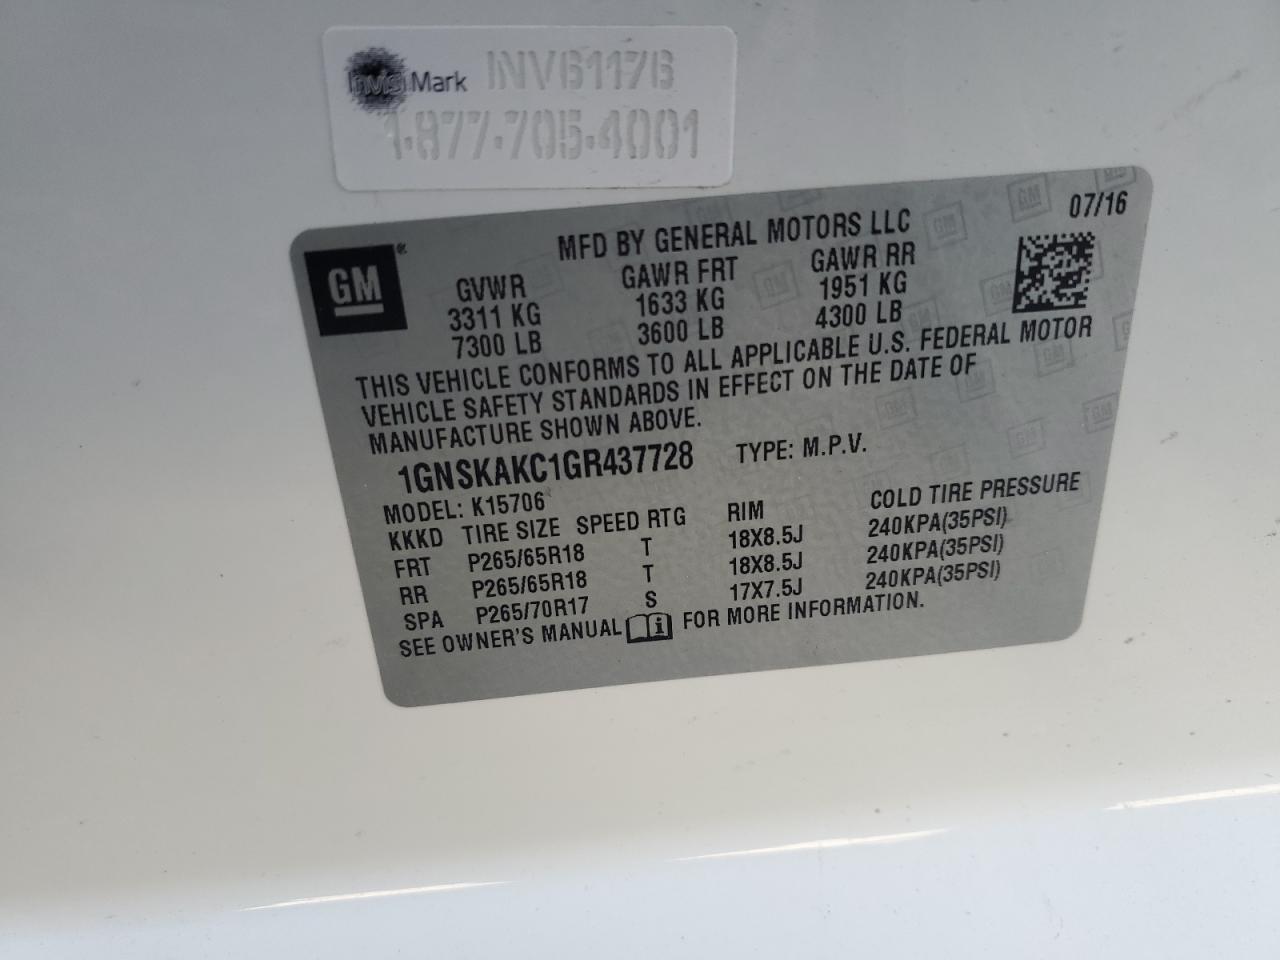 InvisiMark INV61176
1-877-705-4001
GM
MFD BY GENERAL MOTORS LLC
07/16
GVWR GAWR FRT GAWR RR
3311 KG 1633 KG 1951 KG
7300 LB 3600 LB 4300 LB
THIS VEHICLE CONFORMS TO ALL APPLICABLE U.S. FEDERAL MOTOR
VEHICLE SAFETY STANDARDS IN EFFECT ON THE DATE OF
MANUFACTURE SHOWN ABOVE.
1GNSKAKC1GR437728 TYPE: M.P.V.
MODEL: K15706
KKKD TIRE SIZE SPEED RTG RIM COLD TIRE PRESSURE
FRT P265/65R18 T 18X8.5J 240KPA(35PSI)
RR P265/65R18 T 18X8.5J 240KPA(35PSI)
SPA P265/70R17 S 17X7.5J 240KPA(35PSI)
SEE OWNER'S MANUAL FOR MORE INFORMATION.